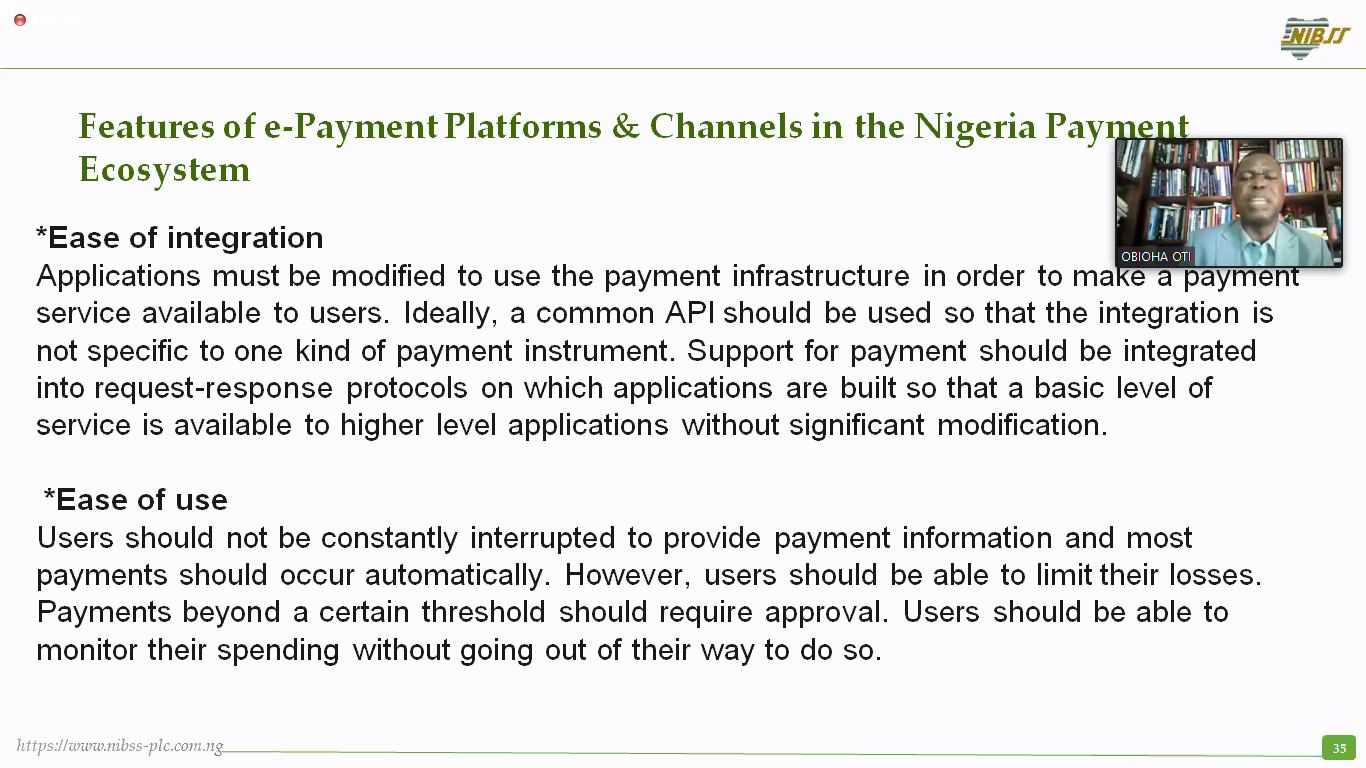 NIBSS
Features of e-Payment Platforms & Channels in the Nigeria Payment
Ecosystem
OBIOHA OTI
*Ease of integration
Applications must be modified to use the payment infrastructure in order to make a payment
service available to users. Ideally, a common API should be used so that the integration is
not specific to one kind of payment instrument. Support for payment should be integrated
into request-response protocols on which applications are built so that a basic level of
service is available to higher level applications without significant modification.
*Ease of use
Users should not be constantly interrupted to provide payment information and most
payments should occur automatically. However, users should be able to limit their losses.
Payments beyond a certain threshold should require approval. Users should be able to
monitor their spending without going out of their way to do so.
https://www.nibss-plc.com.ng
35